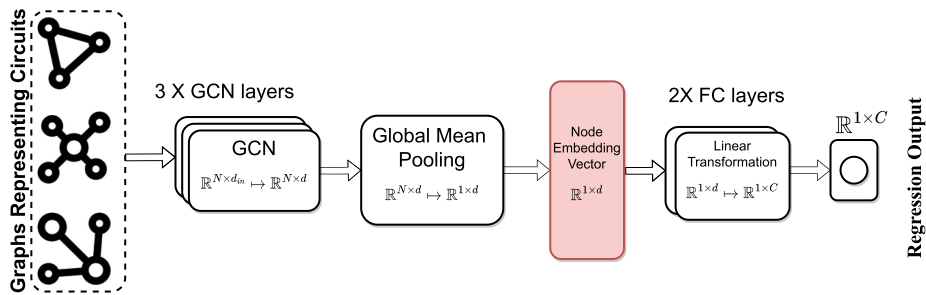 Graphs Representing Circuits
3 X GCN layers
GCN
ℝ^{N×d_{in}} ↦ ℝ^{N×d}
Global Mean
Pooling
ℝ^{N×d} ↦ ℝ^{1×d}
Node
Embedding
Vector
ℝ^{1×d}
2X FC layers
Linear
Transformation
ℝ^{1×d} ↦ ℝ^{1×C}
ℝ^{1×C}
Regression Output